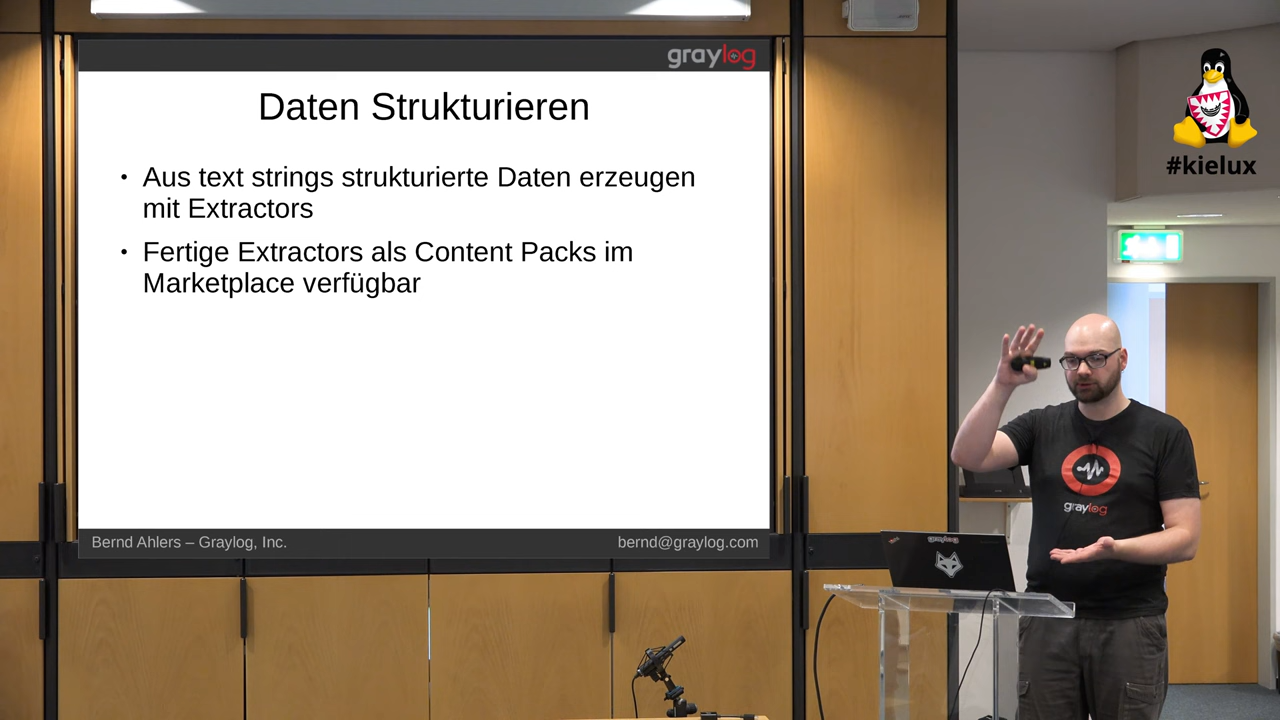 graylog
Daten Strukturieren
• Aus text strings strukturierte Daten erzeugen
mit Extractors
• Fertige Extractors als Content Packs im
Marketplace verfügbar
Bernd Ahlers – Graylog, Inc.
bernd@graylog.com
#kielux
graylog